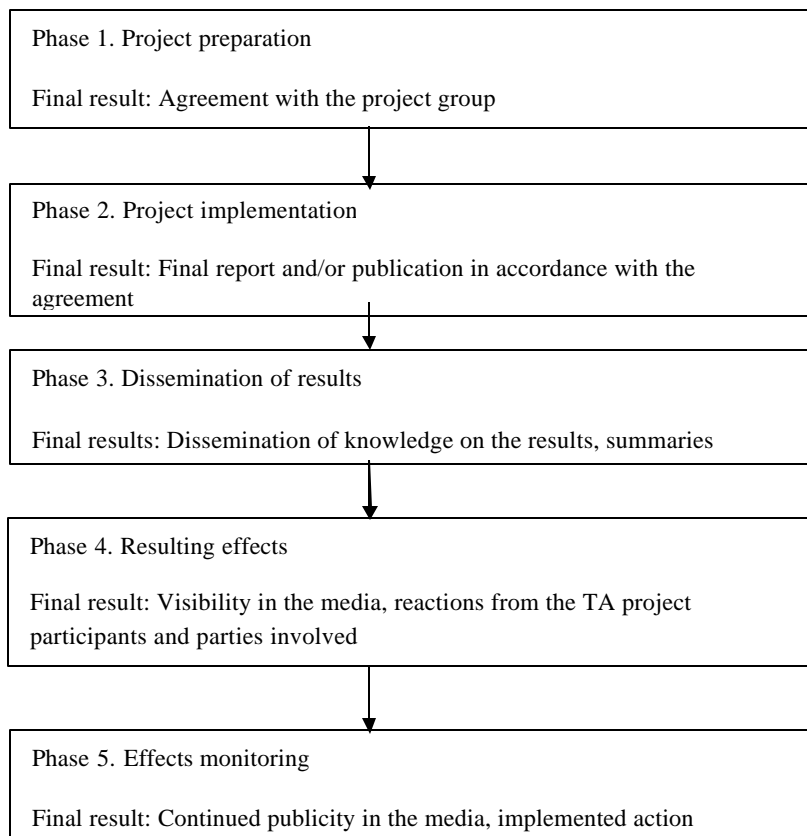 Phase 1. Project preparation
Final result: Agreement with the project group
Phase 2. Project implementation
Final result: Final report and/or publication in accordance with the
agreement
Phase 3. Dissemination of results
Final results: Dissemination of knowledge on the results, summaries
Phase 4. Resulting effects
Final result: Visibility in the media, reactions from the TA project
participants and parties involved
Phase 5. Effects monitoring
Final result: Continued publicity in the media, implemented action